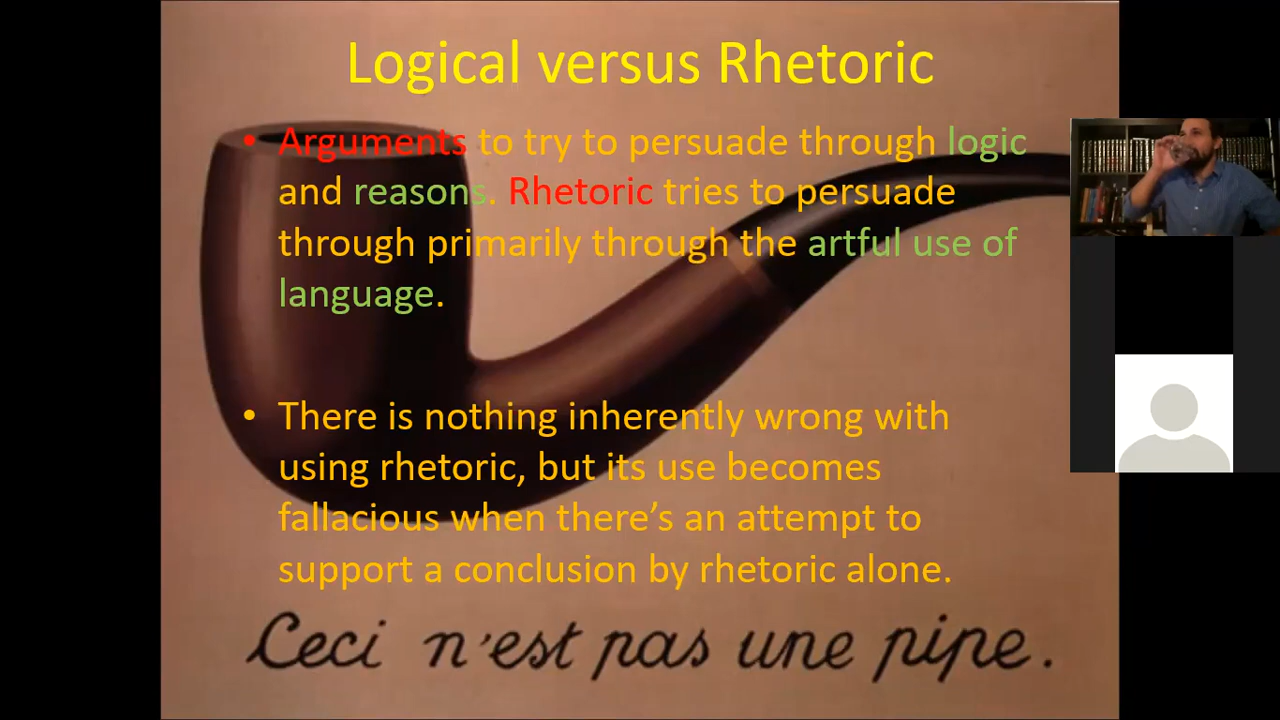 Logical versus Rhetoric
• Arguments to try to persuade through logic
and reasons. Rhetoric tries to persuade
through primarily through the artful use of
language.
• There is nothing inherently wrong with
using rhetoric, but its use becomes
fallacious when there’s an attempt to
support a conclusion by rhetoric alone.
Ceci n’est pas une pipe.